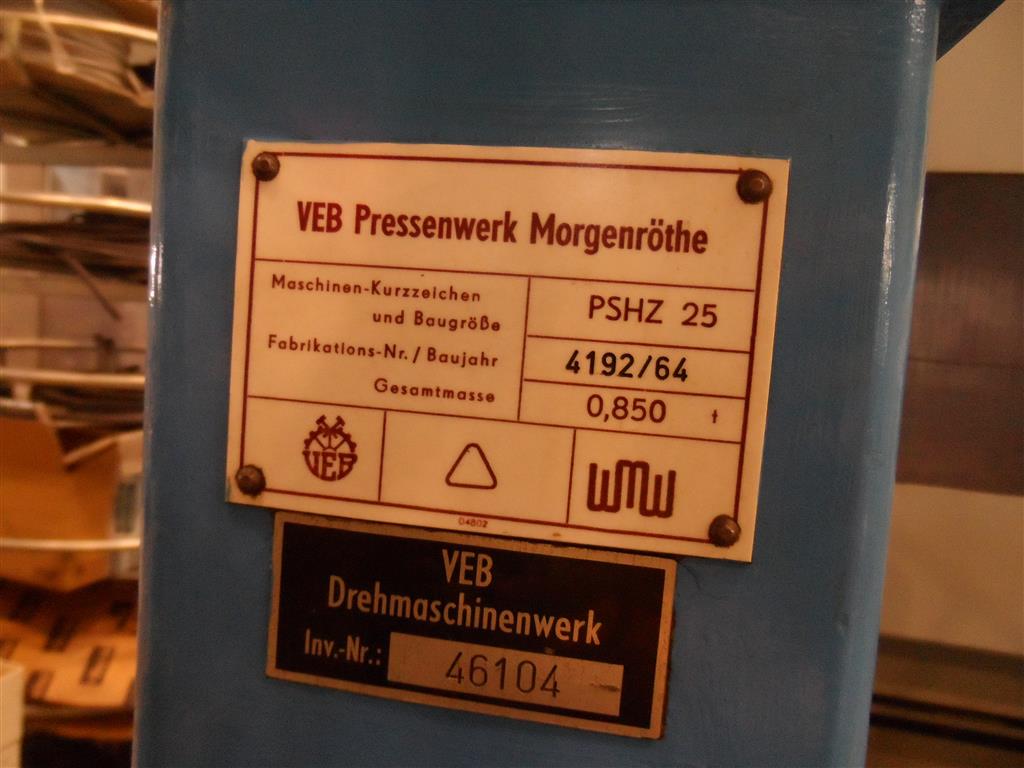 VEB Pressenwerk Morgenröthe
Maschinen-Kurzzeichen
und Baugröße
PSHZ 25
Fabrikations-Nr./Baujahr
4192/64
Gesamtmasse
0,850 t
VEB
WMW
04802
VEB
Drehmaschinenwerk
Inv.-Nr.: 46104